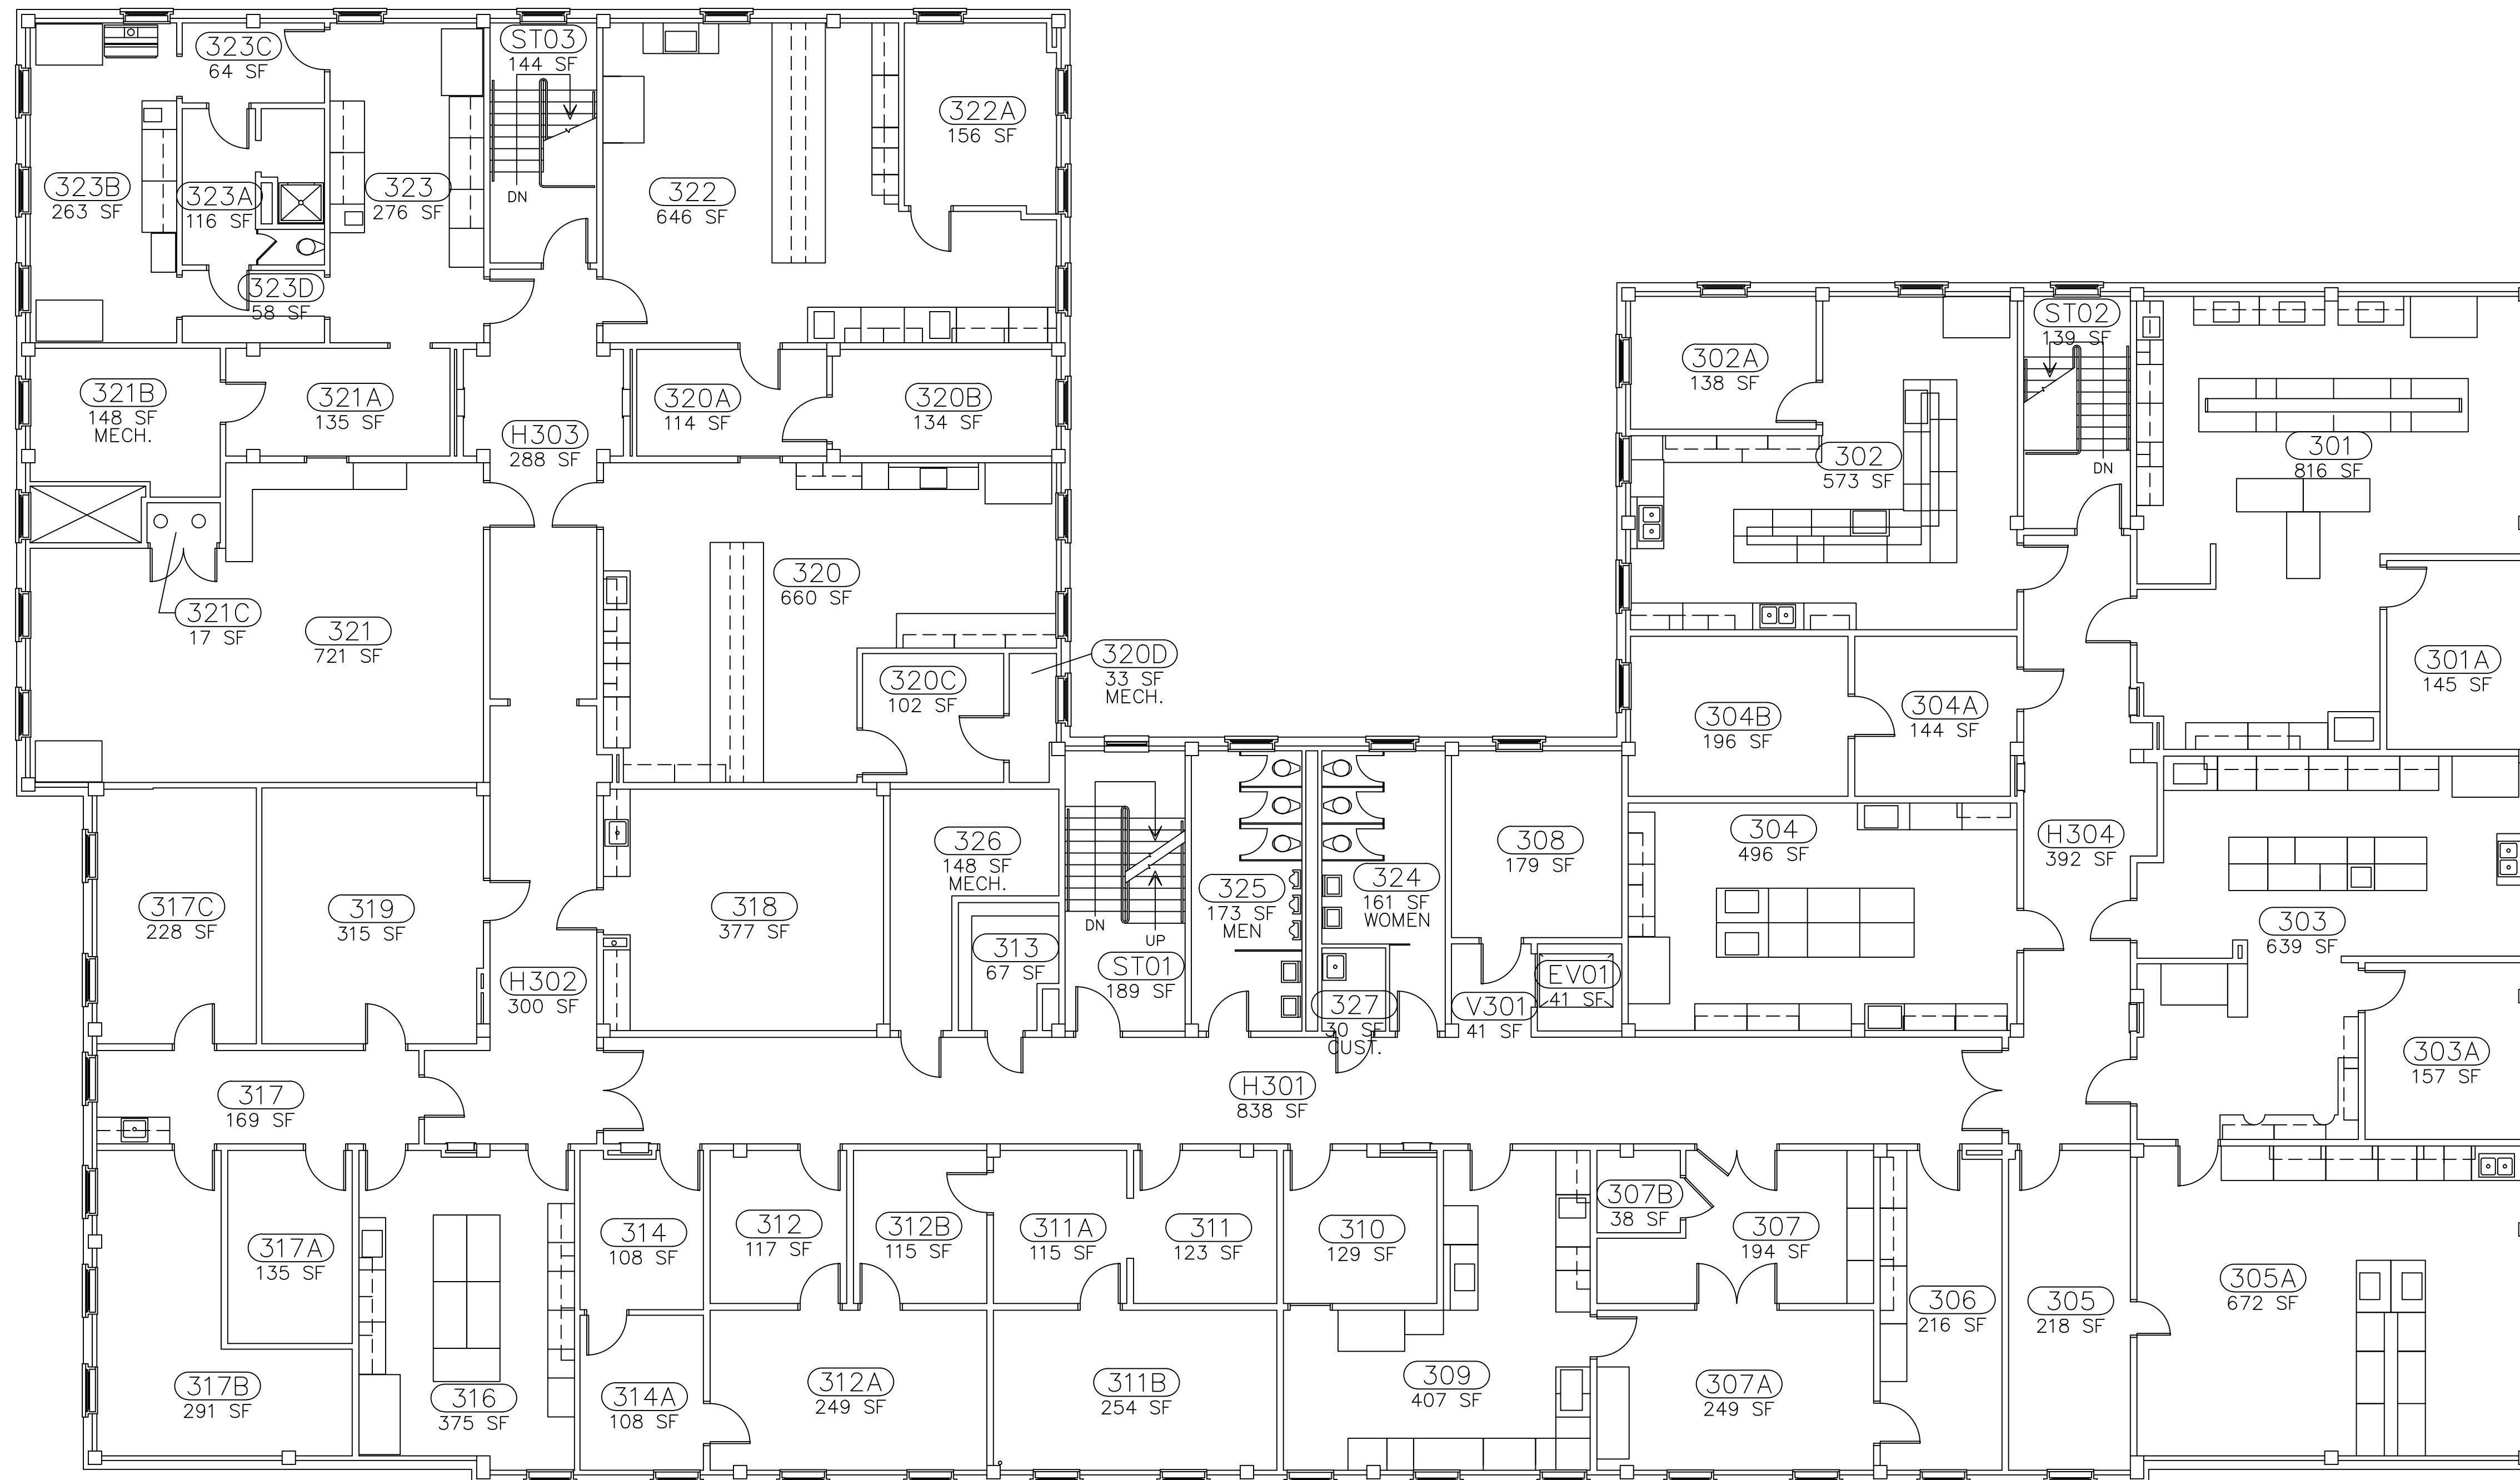 323C
64 SF
ST03
144 SF
322A
156 SF
323B
263 SF
323A
116 SF
323
276 SF
DN
322
646 SF
323D
58 SF
ST02
139 SF
302A
138 SF
321B
148 SF
MECH.
321A
135 SF
320A
114 SF
320B
134 SF
H303
288 SF
301
816 SF
302
573 SF
DN
320
660 SF
321C
17 SF
321
721 SF
320D
33 SF
MECH.
320C
102 SF
301A
145 SF
304B
196 SF
304A
144 SF
326
148 SF
MECH.
308
179 SF
304
496 SF
H304
392 SF
317C
228 SF
319
315 SF
318
377 SF
325
173 SF
MEN
324
161 SF
WOMEN
303
639 SF
DN
UP
313
67 SF
ST01
189 SF
H302
300 SF
EV01
41 SF
327
30 SF
CUST.
V301
41 SF
303A
157 SF
317
169 SF
H301
838 SF
307B
38 SF
314
108 SF
312
117 SF
312B
115 SF
311A
115 SF
311
123 SF
310
129 SF
307
194 SF
317A
135 SF
305A
672 SF
306
216 SF
305
218 SF
317B
291 SF
316
375 SF
314A
108 SF
312A
249 SF
311B
254 SF
309
407 SF
307A
249 SF